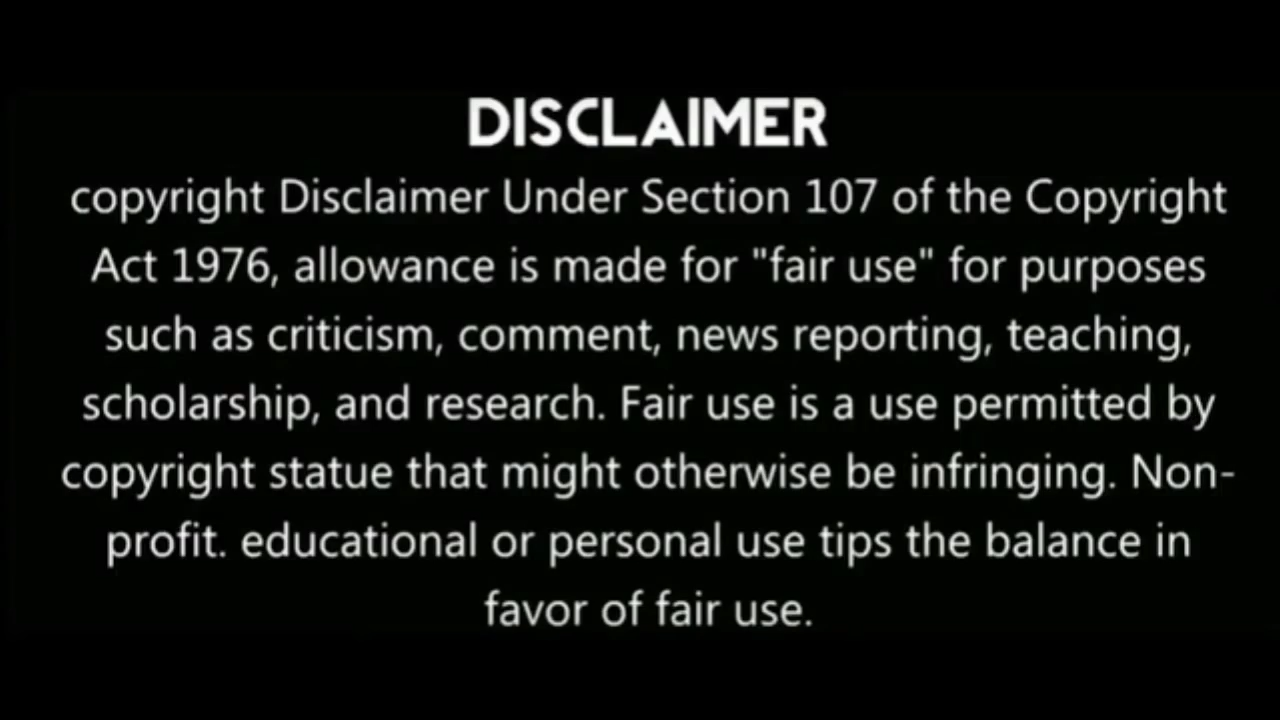 DISCLAIMER
copyright Disclaimer Under Section 107 of the Copyright
Act 1976, allowance is made for "fair use" for purposes
such as criticism, comment, news reporting, teaching,
scholarship, and research. Fair use is a use permitted by
copyright statue that might otherwise be infringing. Non-
profit. educational or personal use tips the balance in
favor of fair use.